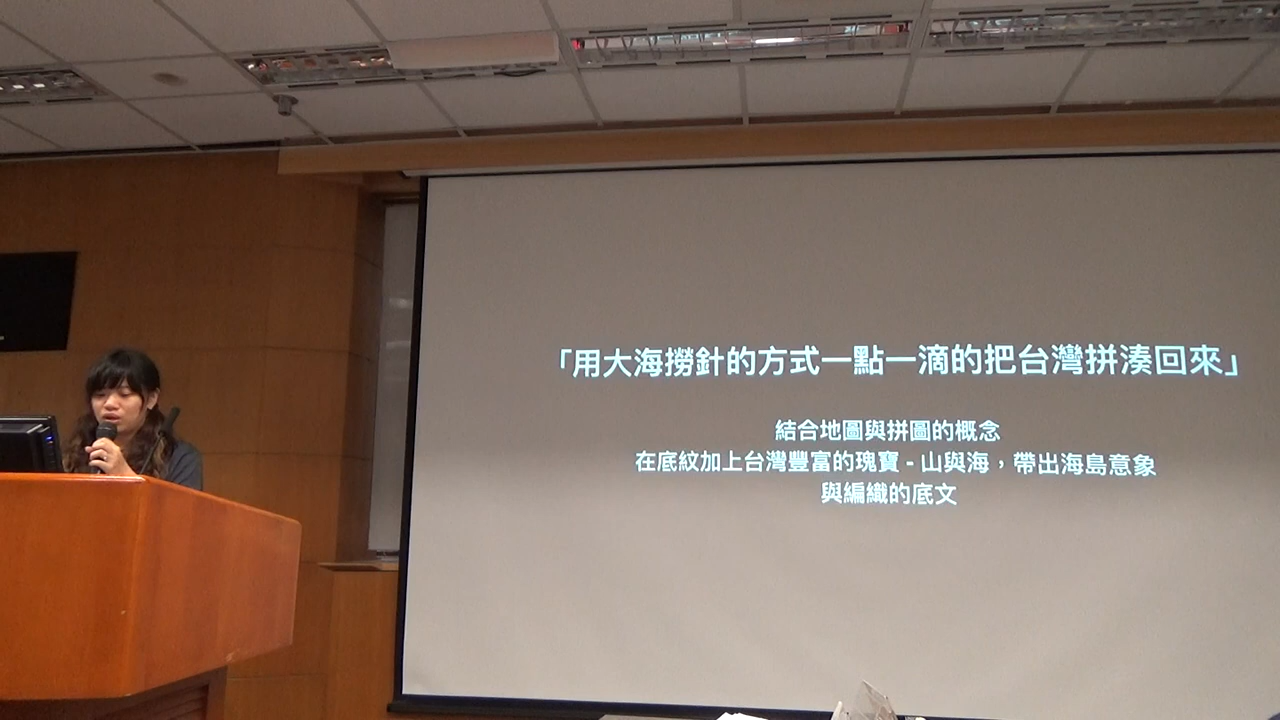 「用大海撈針的方式一點一滴的把台灣拼湊回來」
結合地圖與拼圖的概念
在底紋加上台灣豐富的瑰寶 - 山與海，帶出海島意象
與編織的底文